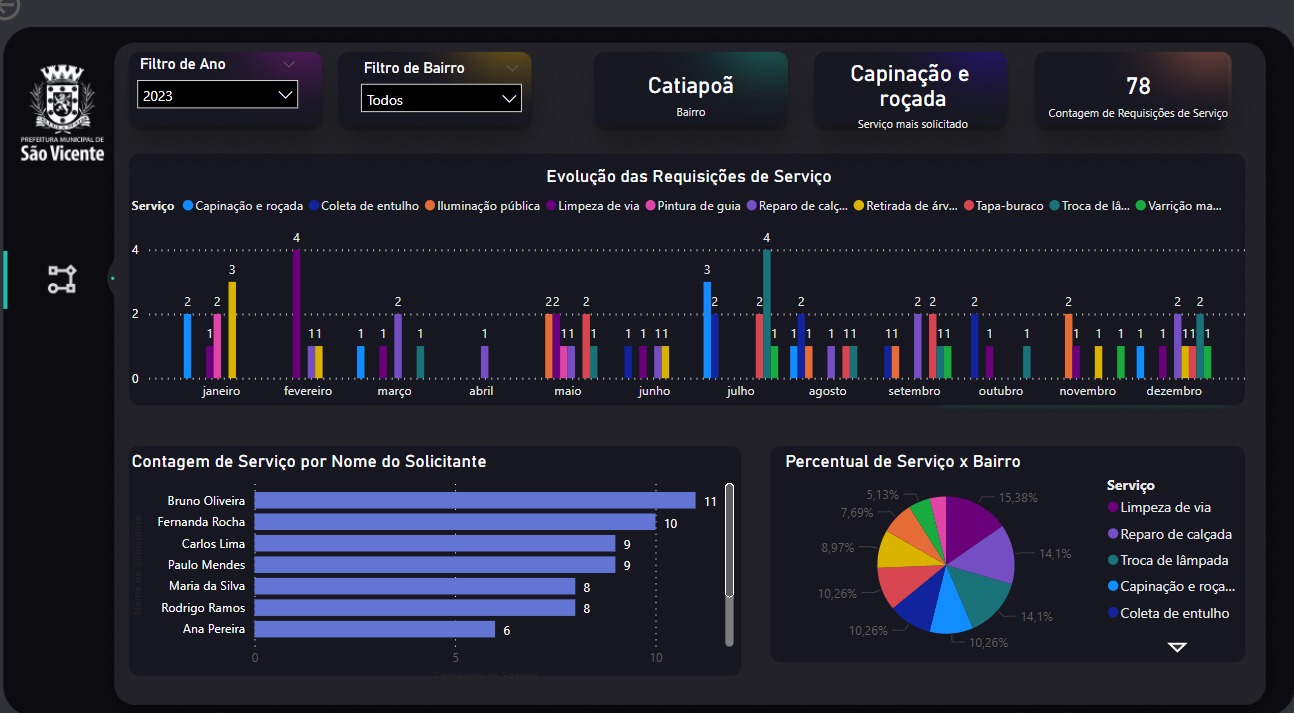 Filtro de Ano
2023
Filtro de Bairro
Todos
Catiapoã
Bairro
Capinação e
roçada
Serviço mais solicitado
78
Contagem de Requisições de Serviço
PREFEITURA MUNICIPAL DE
São Vicente
Evolução das Requisições de Serviço
Serviço Capinação e roçada Coleta de entulho Iluminação pública Limpeza de via Pintura de guia Reparo de calç... Retirada de árv... Tapa-buraco Troca de lâ... Varrição ma...
4
2
0
2 1 2 3
4 1 1
1 1 2 1
1
2 2 1 1 2 1
1 1 1 1
3 2 2 4 1
1 2 1 1 1 1
1 1 2 2 1 1
2 1 1
2 1 1 1
1 1 2 1 1 2 1
janeiro fevereiro março abril maio junho julho agosto setembro outubro novembro dezembro
Contagem de Serviço por Nome do Solicitante
Nome do Solicitante
Bruno Oliveira 11
Fernanda Rocha 10
Carlos Lima 9
Paulo Mendes 9
Maria da Silva 8
Rodrigo Ramos 8
Ana Pereira 6
0 5 10
Percentual de Serviço x Bairro
15,38%
14,1%
14,1%
10,26%
10,26%
10,26%
8,97%
7,69%
5,13%
Serviço
Limpeza de via
Reparo de calçada
Troca de lâmpada
Capinação e roça...
Coleta de entulho